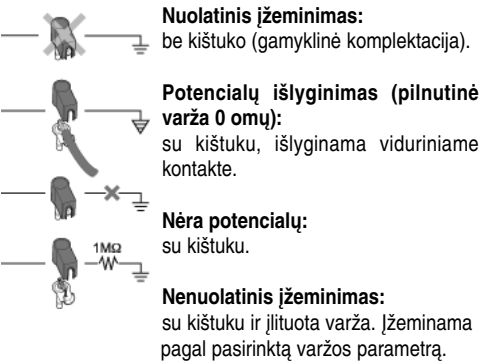 Nuolatinis įžeminimas:
be kištuko (gamyklinė komplektacija).
Potencialų išlyginimas (pilnutinė
varža 0 omų):
su kištuku, išlyginama viduriniame
kontakte.
Nėra potencialų:
su kištuku.
1MΩ
Nenuolatinis įžeminimas:
su kištuku ir įlituota varža. Įžeminama
pagal pasirinktą varžos parametrą.